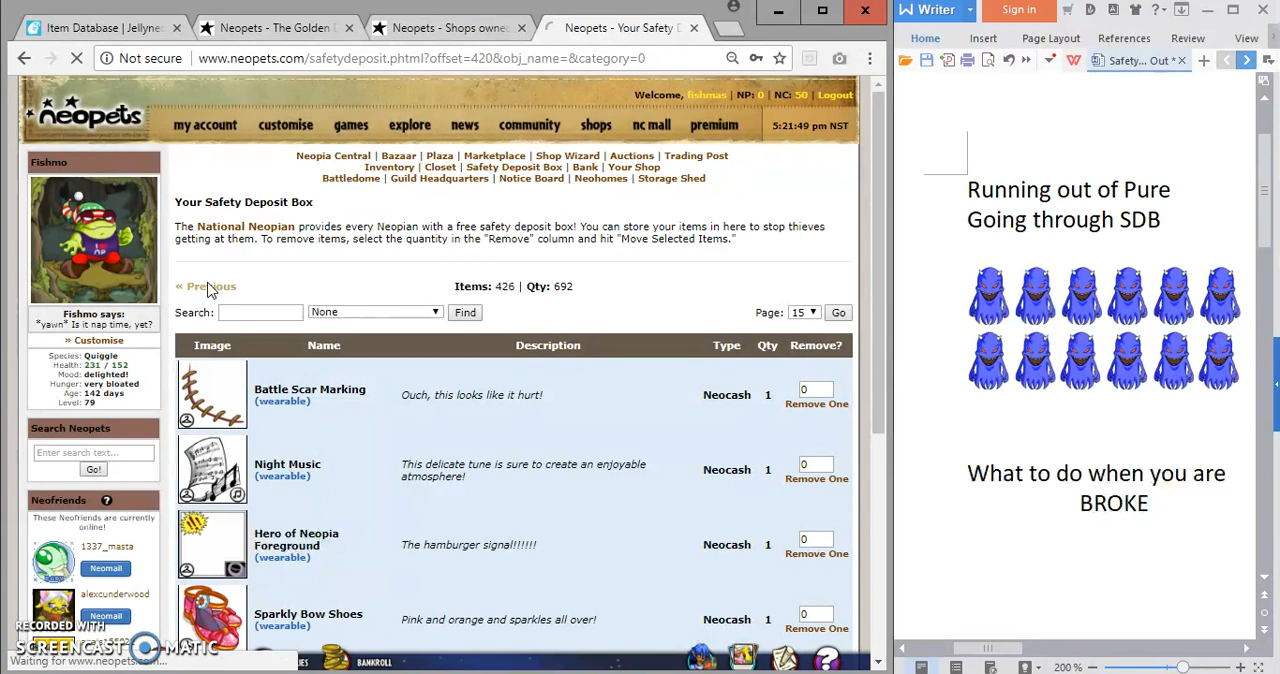 Item Database | Jellyne
Neopets - The Golden D
Neopets - Shops owned
Neopets - Your Safety D
Writer
Sign in
Not secure | www.neopets.com/safetydeposit.phtml?offset=420&obj_name=&category=0
Home Insert Page Layout References Review View
Safety... Out *
Welcome, fishmas | NP: 0 | NC: 50 | Logout
neopets
my account customise games explore news community shops nc mall premium 5:21:49 pm NST
Fishmo
Neopia Central | Bazaar | Plaza | Marketplace | Shop Wizard | Auctions | Trading Post
Inventory | Closet | Safety Deposit Box | Bank | Your Shop
Battledome | Guild Headquarters | Notice Board | Neohomes | Storage Shed
Your Safety Deposit Box
The National Neopian provides every Neopian with a free safety deposit box! You can store your items in here to stop thieves
getting at them. To remove items, select the quantity in the "Remove" column and hit "Move Selected Items."
« Previous
Items: 426 | Qty: 692
Search: None Find
Page: 15 Go
Image Name Description Type Qty Remove?
Battle Scar Marking
(wearable)
Ouch, this looks like it hurt!
Neocash 1 0
Remove One
Night Music
(wearable)
This delicate tune is sure to create an enjoyable
atmosphere!
Neocash 1 0
Remove One
Hero of Neopia
Foreground
(wearable)
The hamburger signal!!!!!!
Neocash 1 0
Remove One
Sparkly Bow Shoes
(wearable)
Pink and orange and sparkles all over!
Neocash 1 0
Remove One
Fishmo says:
*yawn* Is it nap time, yet?
» Customise
Species: Quiggle
Health: 231 / 152
Mood: delighted!
Hunger: very bloated
Age: 142 days
Level: 79
Search Neopets
Enter search text...
Go!
Neofriends ?
These Neofriends are currently
online!
1337_masta
Neomail
alexcunderwood
Neomail
RECORDED WITH
SCREENCAST MATIC
Waiting for www.neopets.com...
BANKROLL
Running out of Pure
Going through SDB
What to do when you are
BROKE
200 %